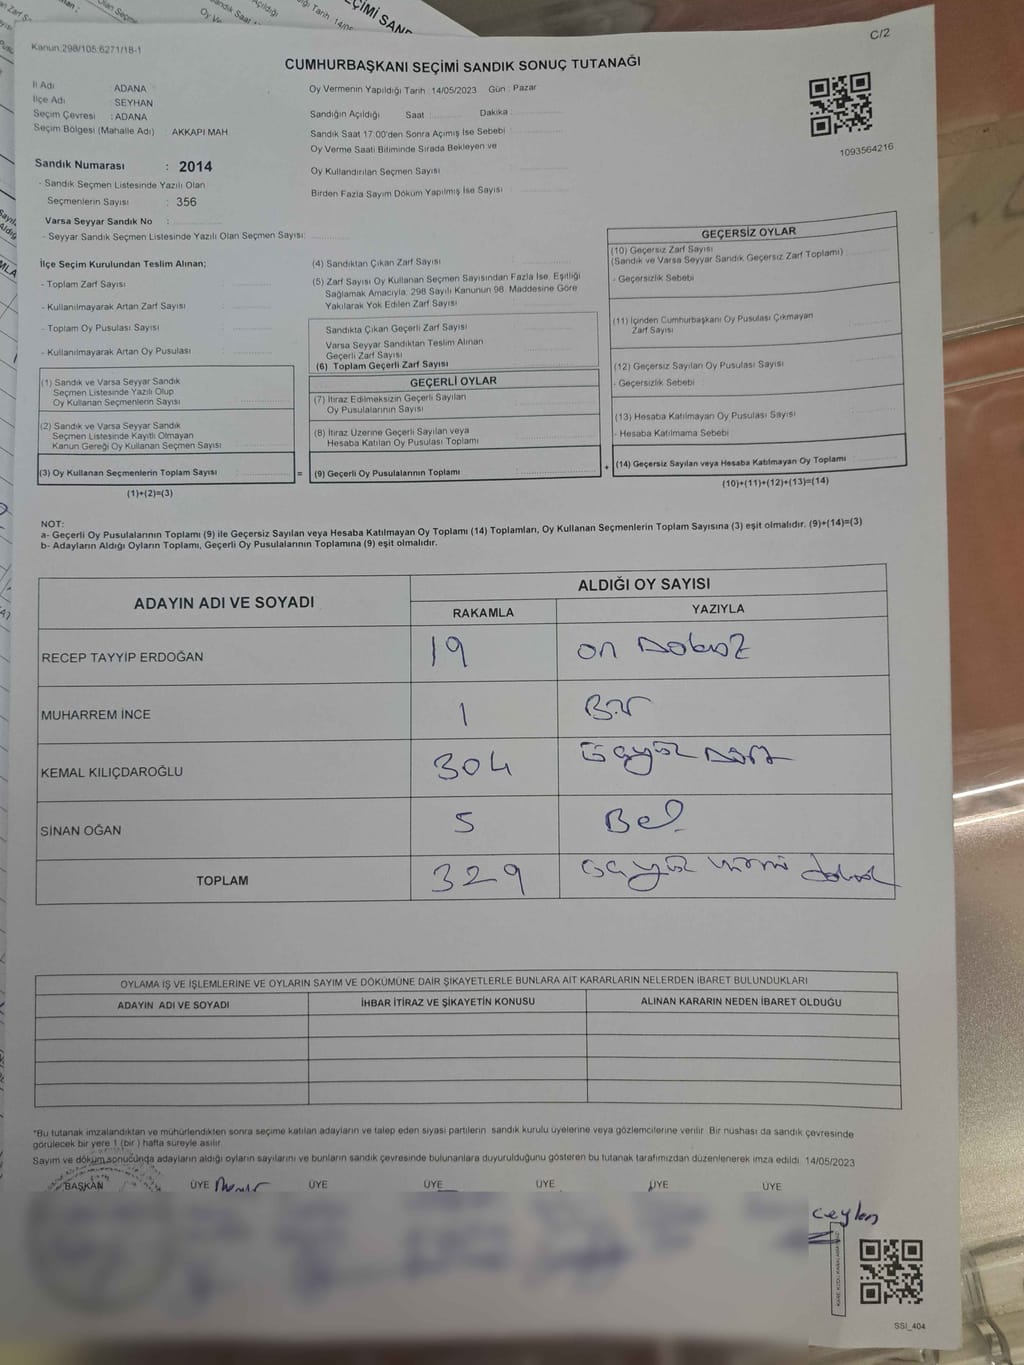 C/2
Kanun:298/105.6271/18-1
CUMHURBAŞKANI SEÇİMİ SANDIK SONUÇ TUTANAĞI
İl Adı ADANA
İlçe Adı : SEYHAN
Seçim Çevresi : ADANA
Seçim Bölgesi (Mahalle Adı) AKKAPI MAH.
Sandık Numarası : 2014
- Sandık Seçmen Listesinde Yazılı Olan
Seçmenlerin Sayısı : 356
Varsa Seyyar Sandık No :
- Seyyar Sandık Seçmen Listesinde Yazılı Olan Seçmen Sayısı:
Oy Vermenin Yapıldığı Tarih : 14/05/2023 Gün : Pazar
Sandığın Açıldığı Saat : Dakika :
Sandık Saat 17:00'den Sonra Açımış İse Sebebi :
Oy Verme Saati Bitiminde Sırada Bekleyen ve
Oy Kullandırılan Seçmen Sayısı :
Birden Fazla Sayım Döküm Yapılmış İse Sayısı :
1093564216
İlçe Seçim Kurulundan Teslim Alınan;
- Toplam Zarf Sayısı :
- Kullanılmayarak Artan Zarf Sayısı :
- Toplam Oy Pusulası Sayısı :
- Kullanılmayarak Artan Oy Pusulası :
(1) Sandık ve Varsa Seyyar Sandık
Seçmen Listesinde Yazılı Olup
Oy Kullanan Seçmenlerin Sayısı :
(2) Sandık ve Varsa Seyyar Sandık
Seçmen Listesinde Kayıtlı Olmayan
Kanun Gereği Oy Kullanan Seçmen Sayısı :
(3) Oy Kullanan Seçmenlerin Toplam Sayısı :
(1)+(2)=(3)
(4) Sandıktan Çıkan Zarf Sayısı :
(5) Zarf Sayısı Oy Kullanan Seçmen Sayısından Fazla İse, Eşitliği
Sağlamak Amacıyla, 298 Sayılı Kanunun 98. Maddesine Göre
Yakılarak Yok Edilen Zarf Sayısı :
Sandıkta Çıkan Geçerli Zarf Sayısı :
Varsa Seyyar Sandıktan Teslim Alınan
Geçerli Zarf Sayısı :
(6) Toplam Geçerli Zarf Sayısı :
GEÇERLİ OYLAR
(7) İtiraz Edilmeksizin Geçerli Sayılan
Oy Pusulalarının Sayısı :
(8) İtiraz Üzerine Geçerli Sayılan veya
Hesaba Katılan Oy Pusulası Toplamı :
= (9) Geçerli Oy Pusulalarının Toplamı :
GEÇERSİZ OYLAR
(10) Geçersiz Zarf Sayısı
(Sandık ve Varsa Seyyar Sandık Geçersiz Zarf Toplamı) :
- Geçersizlik Sebebi :
(11) İçinden Cumhurbaşkanı Oy Pusulası Çıkmayan
Zarf Sayısı :
(12) Geçersiz Sayılan Oy Pusulası Sayısı :
- Geçersizlik Sebebi :
(13) Hesaba Katılmayan Oy Pusulası Sayısı :
- Hesaba Katılmama Sebebi :
+ (14) Geçersiz Sayılan veya Hesaba Katılmayan Oy Toplamı :
(10)+(11)+(12)+(13)=(14)
NOT:
a- Geçerli Oy Pusulalarının Toplamı (9) ile Geçersiz Sayılan veya Hesaba Katılmayan Oy Toplamı (14) Toplamları, Oy Kullanan Seçmenlerin Toplam Sayısına (3) eşit olmalıdır. (9)+(14)=(3)
b- Adayların Aldığı Oyların Toplamı, Geçerli Oy Pusulalarının Toplamına (9) eşit olmalıdır.
ADAYIN ADI VE SOYADI ALDIĞI OY SAYISI
RAKAMLA YAZIYLA
RECEP TAYYİP ERDOĞAN 19 on Dokuz
MUHARREM İNCE 1 Bir
KEMAL KILIÇDAROĞLU 304 üçyüz Dört
SİNAN OĞAN 5 Beş
TOPLAM 329 üçyüz yirmi dokuz
OYLAMA İŞ VE İŞLEMLERİNE VE OYLARIN SAYIM VE DÖKÜMÜNE DAİR ŞİKAYETLERLE BUNLARA AİT KARARLARIN NELERDEN İBARET BULUNDUKLARI
ADAYIN ADI VE SOYADI İHBAR İTİRAZ VE ŞİKAYETİN KONUSU ALINAN KARARIN NEDEN İBARET OLDUĞU
*Bu tutanak imzalandıktan ve mühürlendikten sonra seçime katılan adayların ve talep eden siyasi partilerin sandık kurulu üyelerine veya gözlemcilerine verilir. Bir nüshası da sandık çevresinde
görülecek bir yere 1 (bir ) hafta süreyle asılır.
Sayım ve döküm sonucunda adayların aldığı oyların sayılarını ve bunların sandık çevresinde bulunanlara duyurulduğunu gösteren bu tutanak tarafımızdan düzenlenerek imza edildi. 14/05/2023
BAŞKAN ÜYE ÜYE ÜYE ÜYE ÜYE ÜYE
ceylan
SSI_404